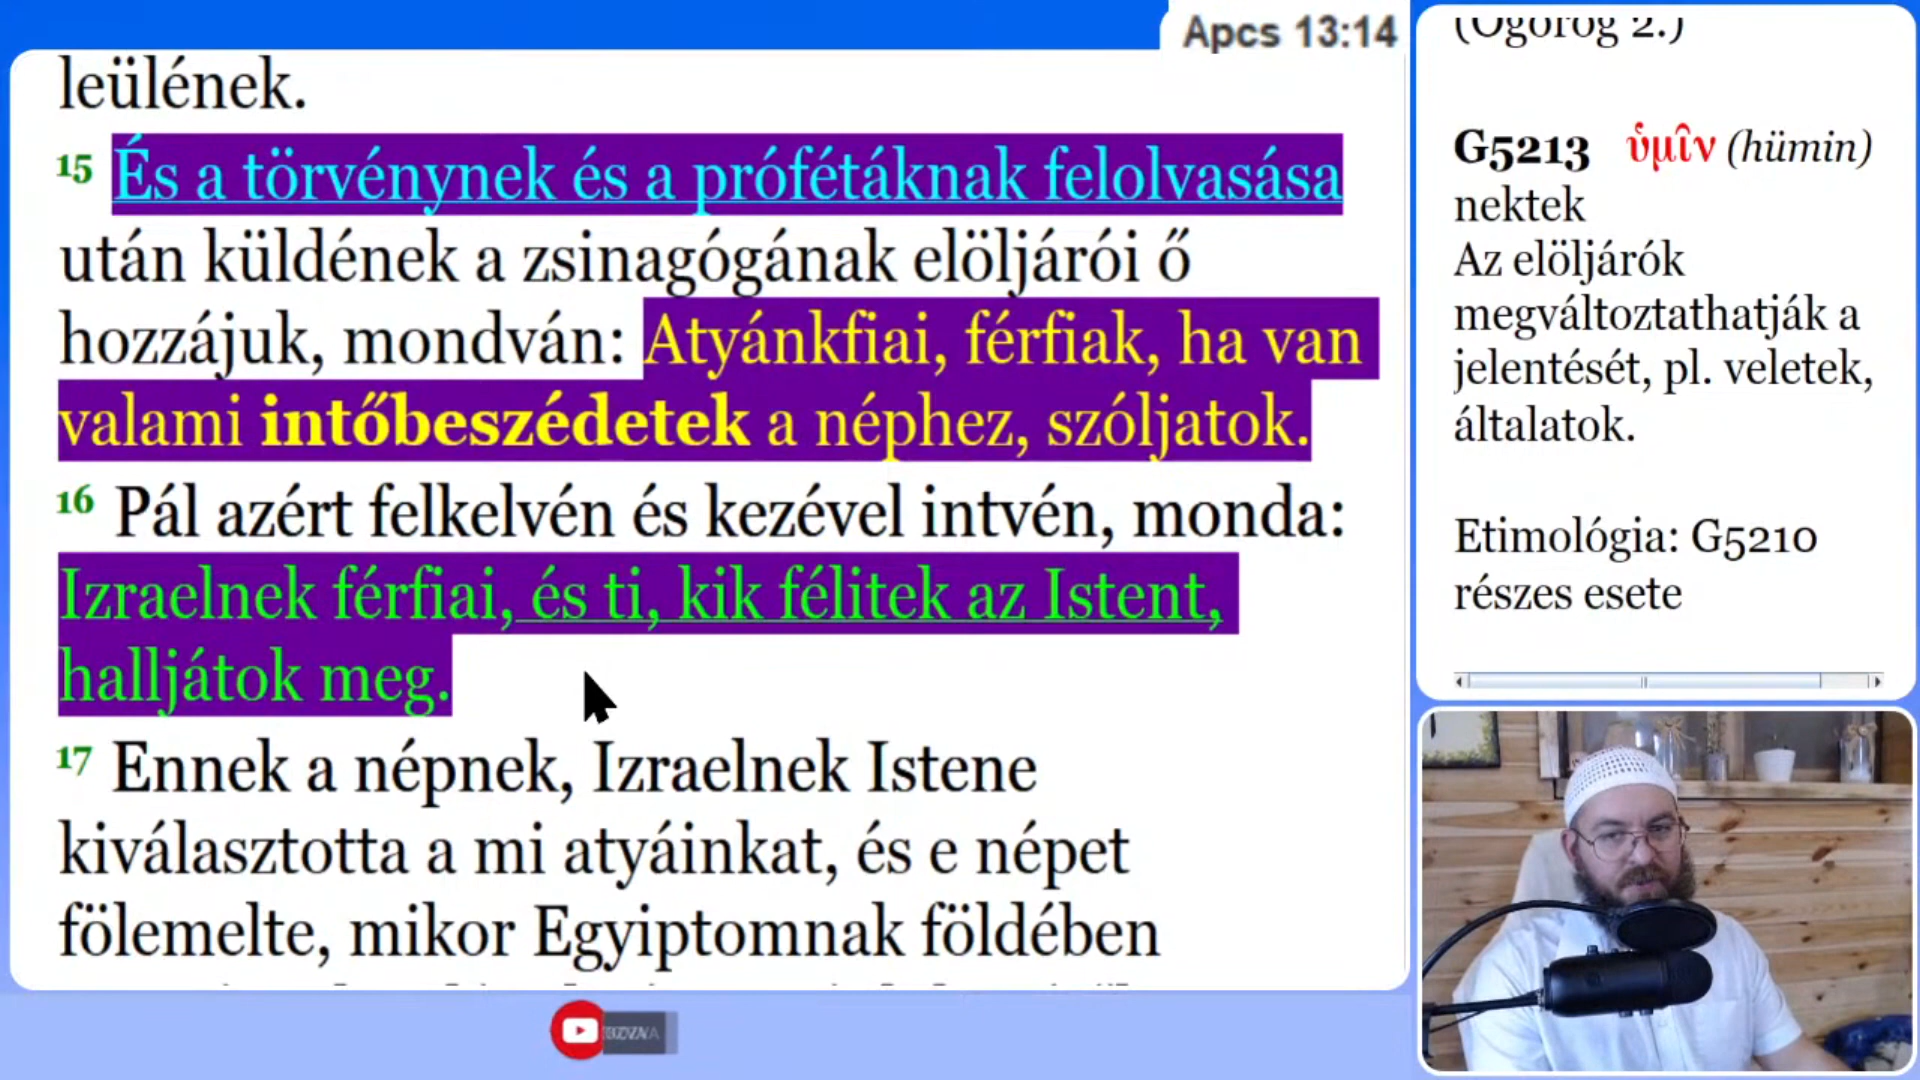 Apcs 13:14
leülének.
15 És a törvénynek és a prófétáknak felolvasása
után küldének a zsinagógának elöljárói ő
hozzájuk, mondván: Atyánkfiai, férfiak, ha van
valami intőbeszédetek a néphez, szóljatok.
16 Pál azért felkelvén és kezével intvén, monda:
Izraelnek férfiai, és ti, kik félitek az Istent,
halljátok meg.
17 Ennek a népnek, Izraelnek Istene
kiválasztotta a mi atyáinkat, és e népet
fölemelte, mikor Egyiptomnak földében
(Ógörög 2.)
G5213 ὑμῖν (hümin)
nektek
Az elöljárók
megváltoztathatják a
jelentését, pl. veletek,
általatok.
Etimológia: G5210
részes esete